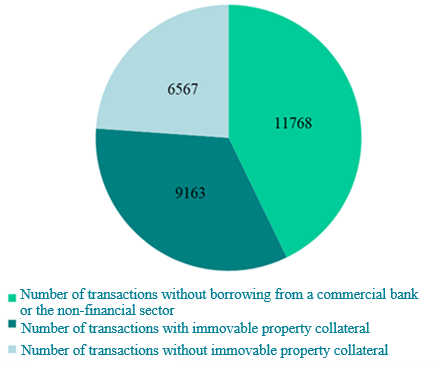 6567
11768
9163
Number of transactions without borrowing from a commercial bank
or the non-financial sector
Number of transactions with immovable property collateral
Number of transactions without immovable property collateral